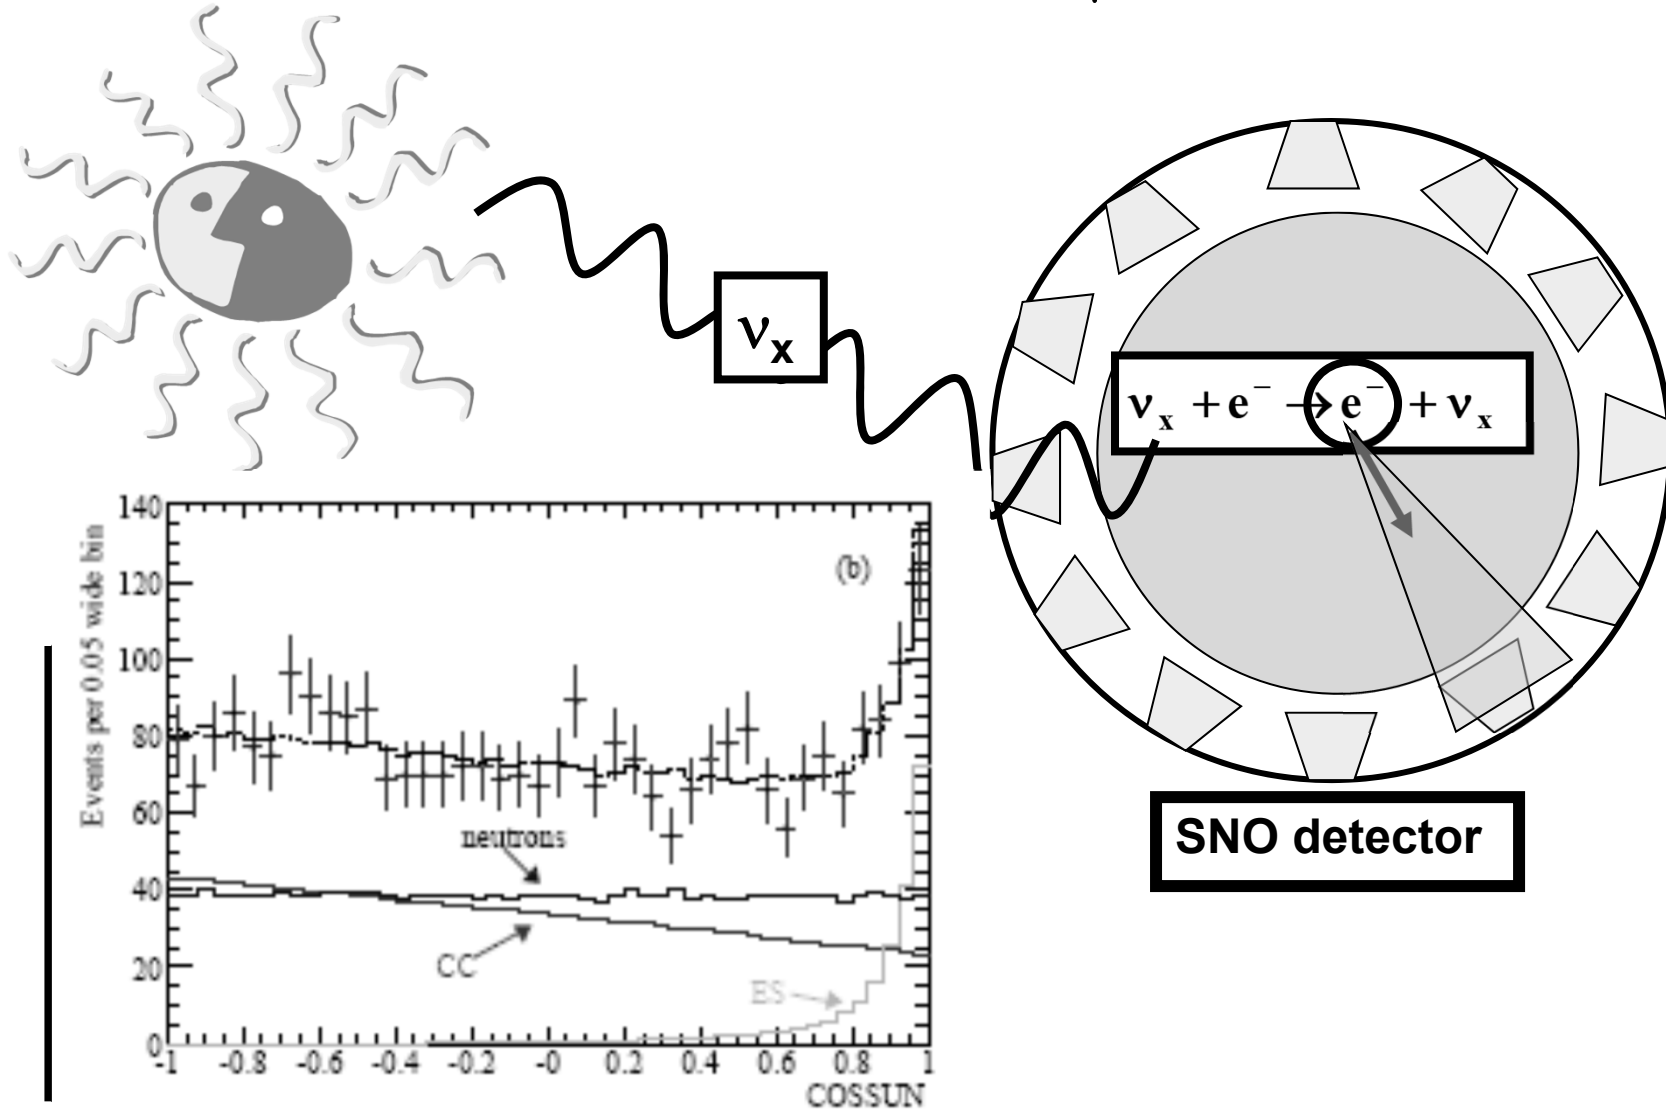 νx
νx + e⁻ → e⁻ + νx
SNO detector
Events per 0.05 wide bin
(b)
140
120
100
80
60
40
20
0
neutrons
CC
ES
-1 -0.8 -0.6 -0.4 -0.2 -0 0.2 0.4 0.6 0.8 1
COSSUN